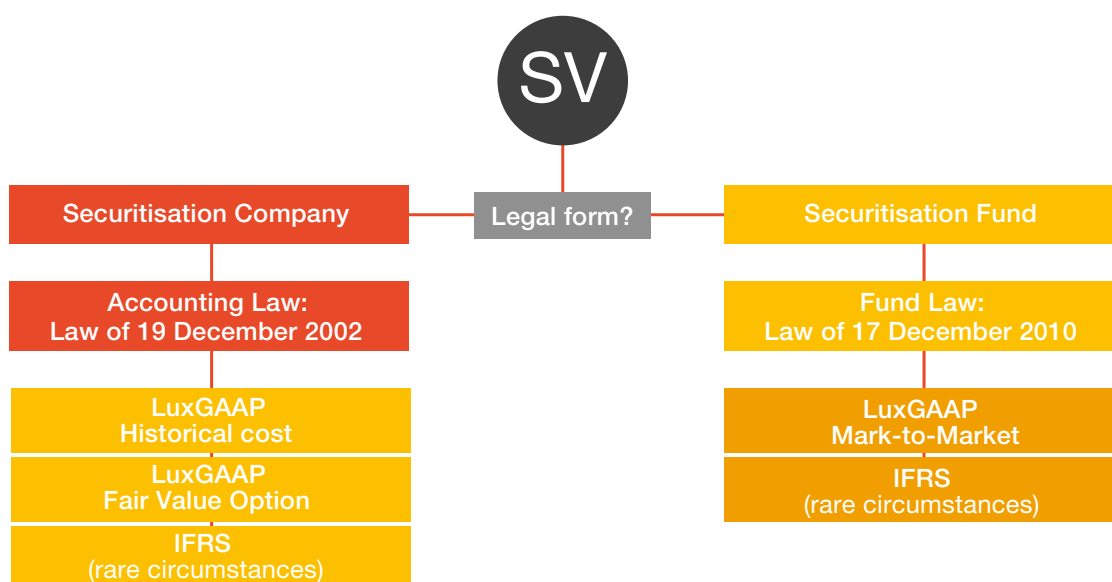 SV
Legal form?
Securitisation Company
Accounting Law:
Law of 19 December 2002
LuxGAAP
Historical cost
LuxGAAP
Fair Value Option
IFRS
(rare circumstances)
Securitisation Fund
Fund Law:
Law of 17 December 2010
LuxGAAP
Mark-to-Market
IFRS
(rare circumstances)